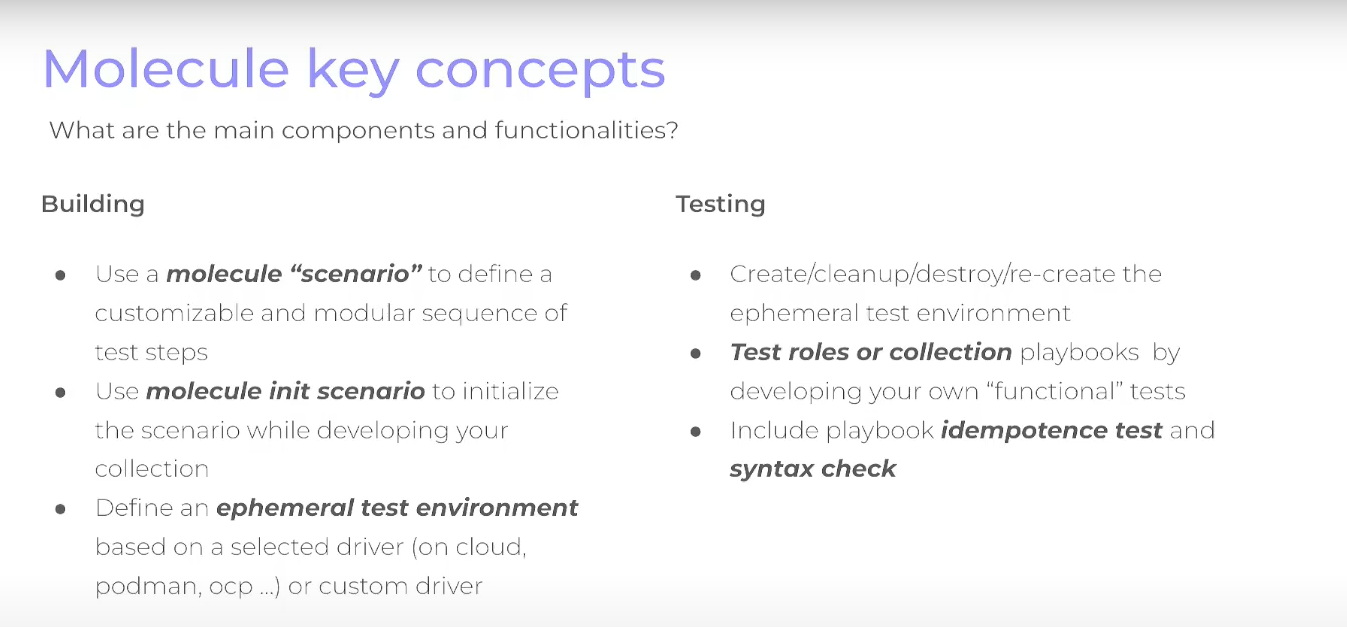 Molecule key concepts
What are the main components and functionalities?
Building
● Use a molecule “scenario” to define a
customizable and modular sequence of
test steps
● Use molecule init scenario to initialize
the scenario while developing your
collection
● Define an ephemeral test environment
based on a selected driver (on cloud,
podman, ocp ...) or custom driver
Testing
● Create/cleanup/destroy/re-create the
ephemeral test environment
● Test roles or collection playbooks  by
developing your own “functional” tests
● Include playbook idempotence test and
syntax check